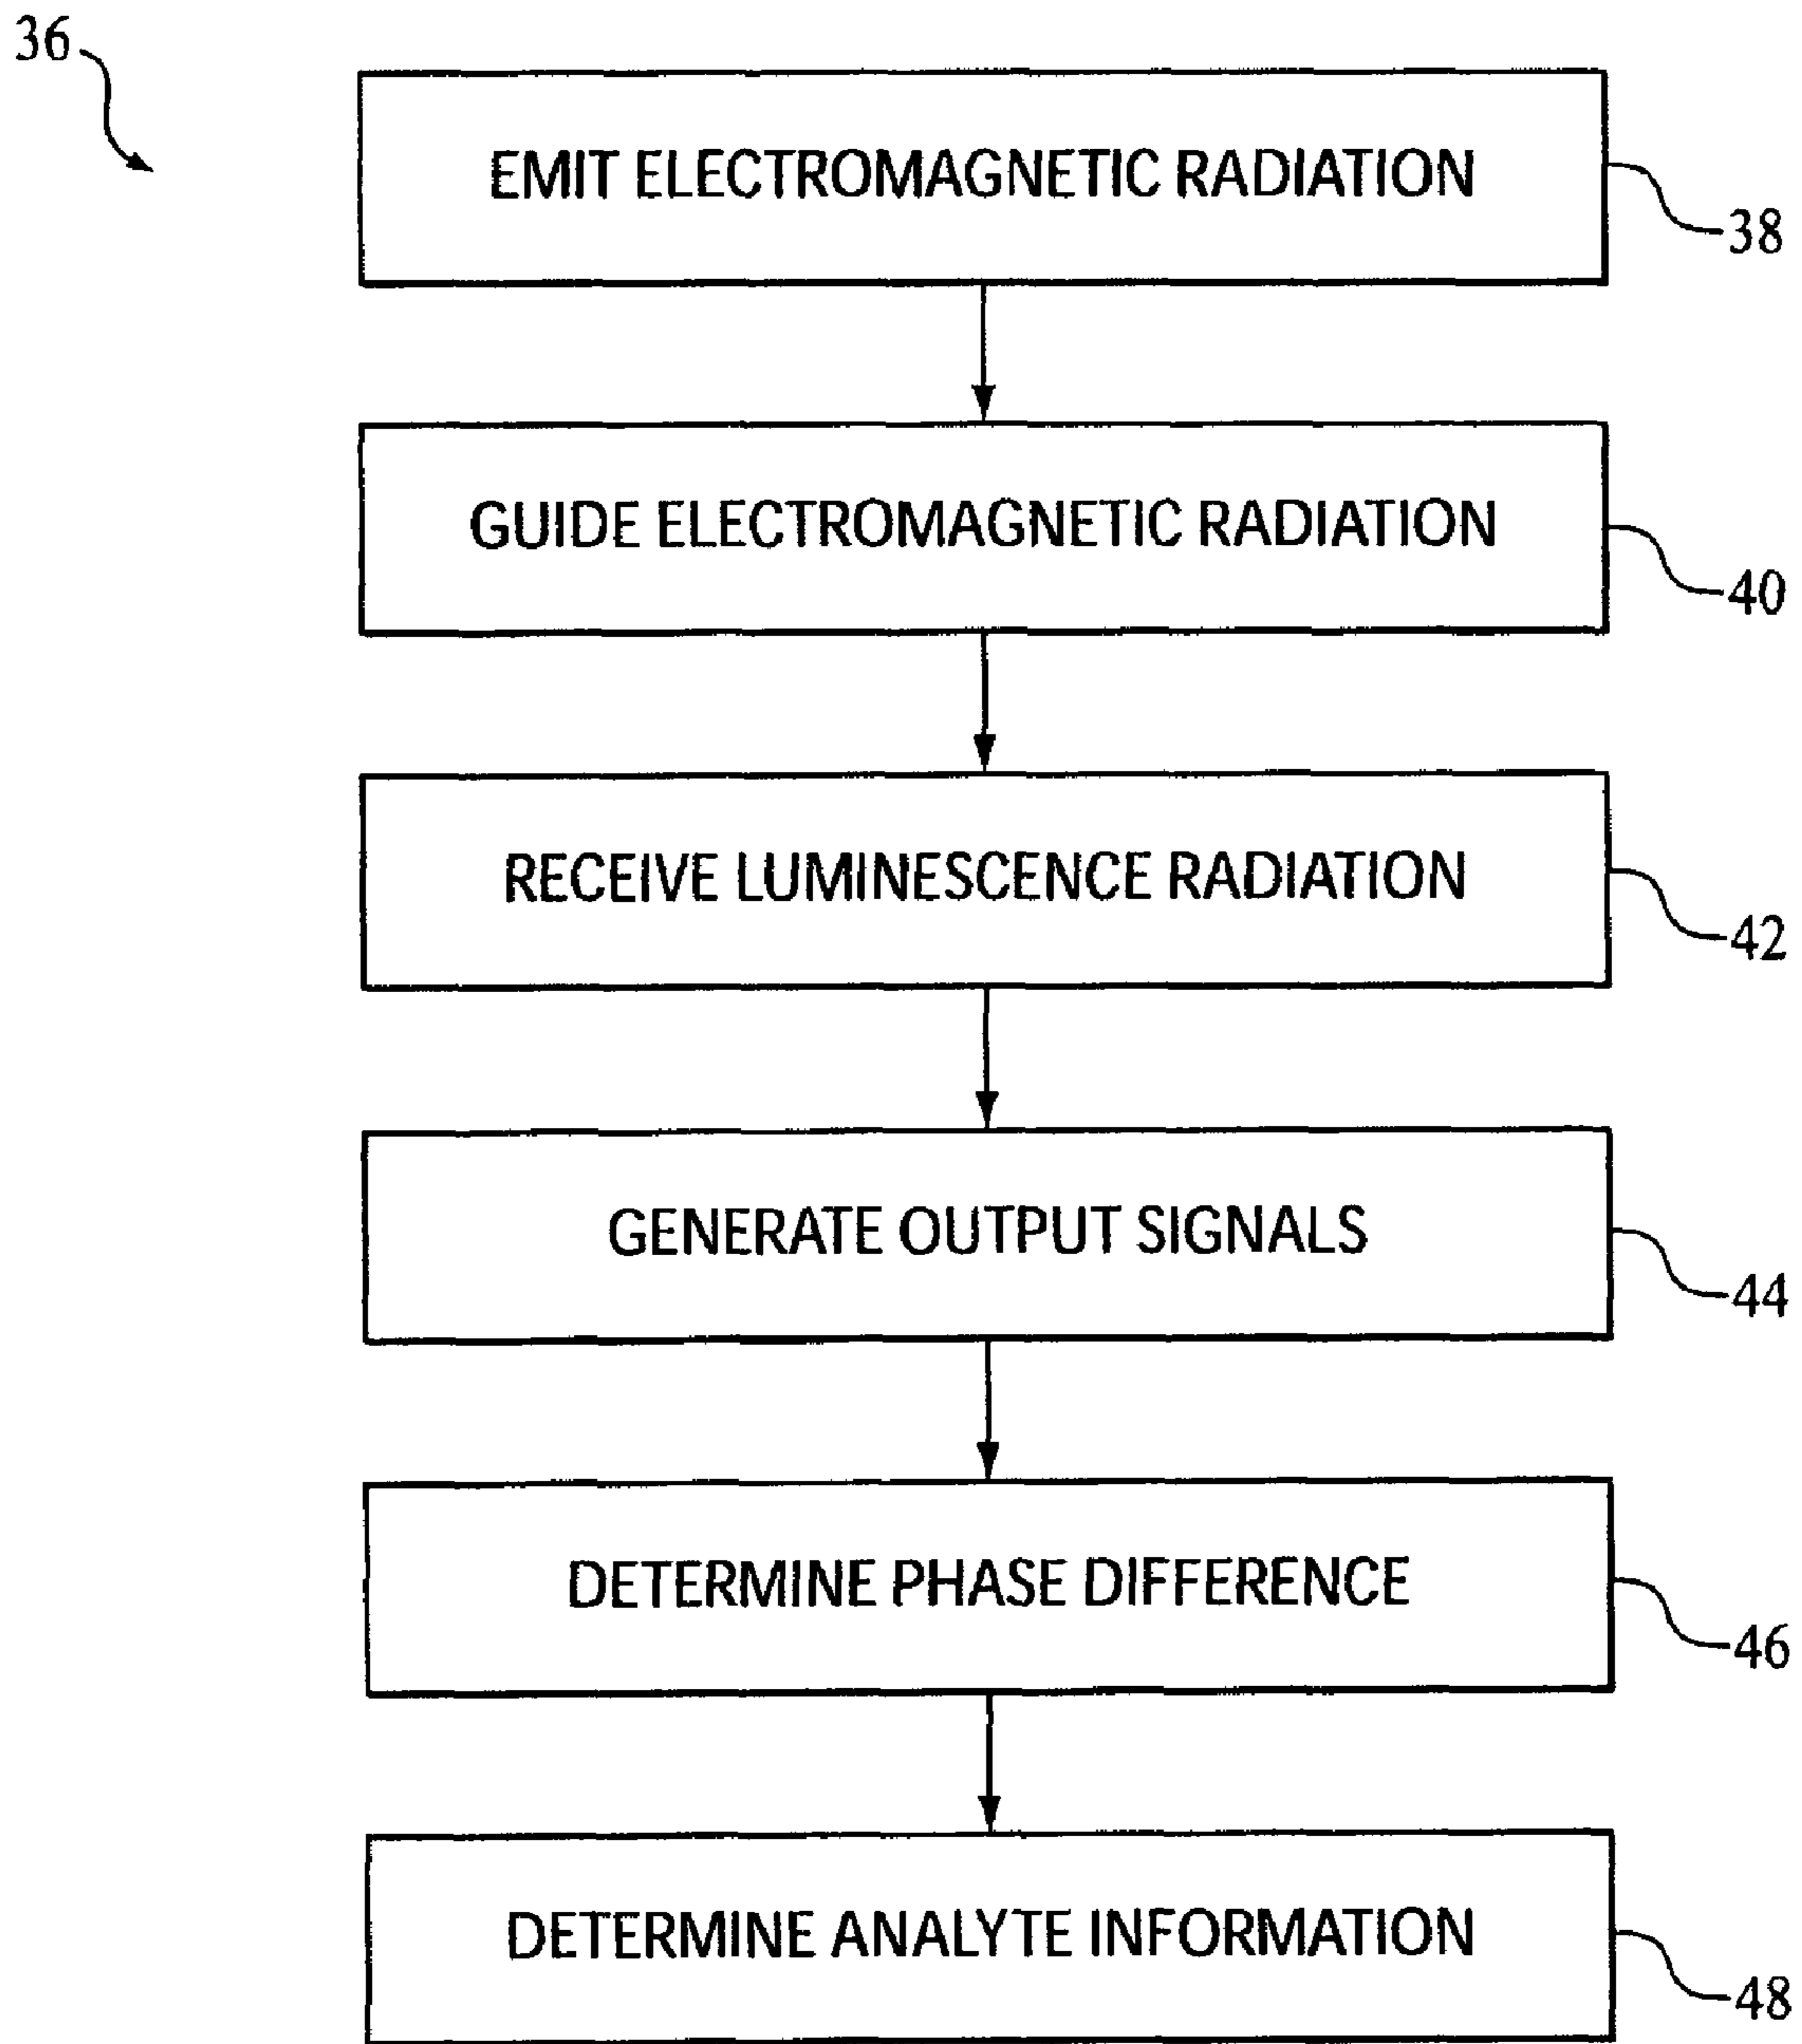 36
EMIT ELECTROMAGNETIC RADIATION
38
GUIDE ELECTROMAGNETIC RADIATION
40
RECEIVE LUMINESCENCE RADIATION
42
GENERATE OUTPUT SIGNALS
44
DETERMINE PHASE DIFFERENCE
46
DETERMINE ANALYTE INFORMATION
48